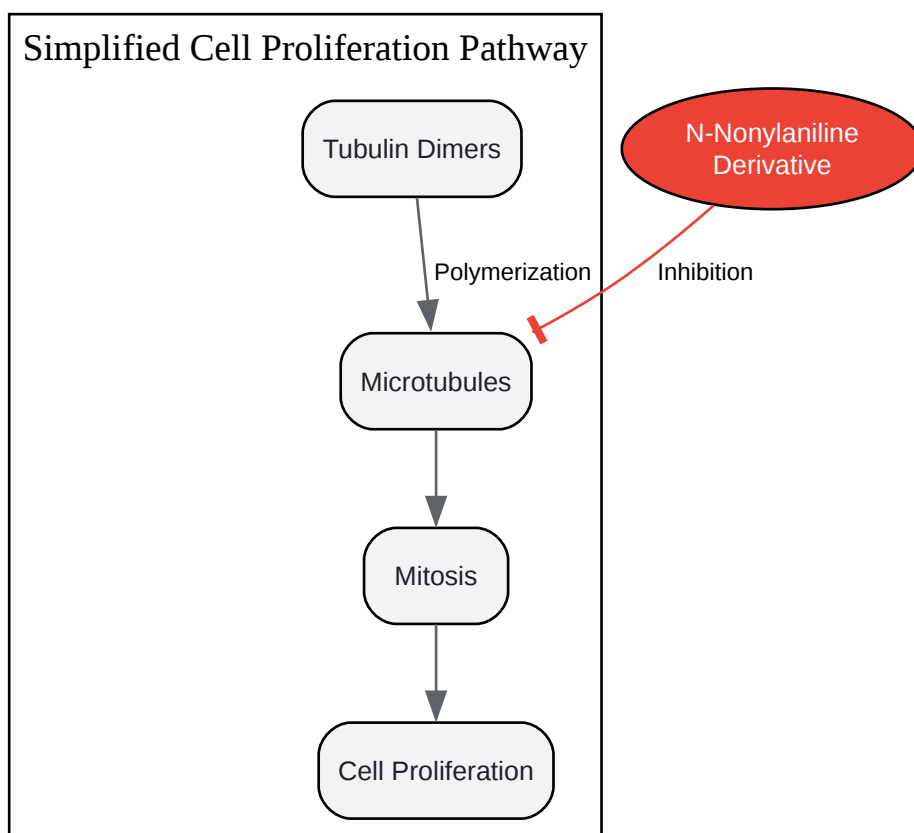 Simplified Cell Proliferation Pathway
Tubulin Dimers
N-Nonylaniline
Derivative
Polymerization
Inhibition
Microtubules
Mitosis
Cell Proliferation